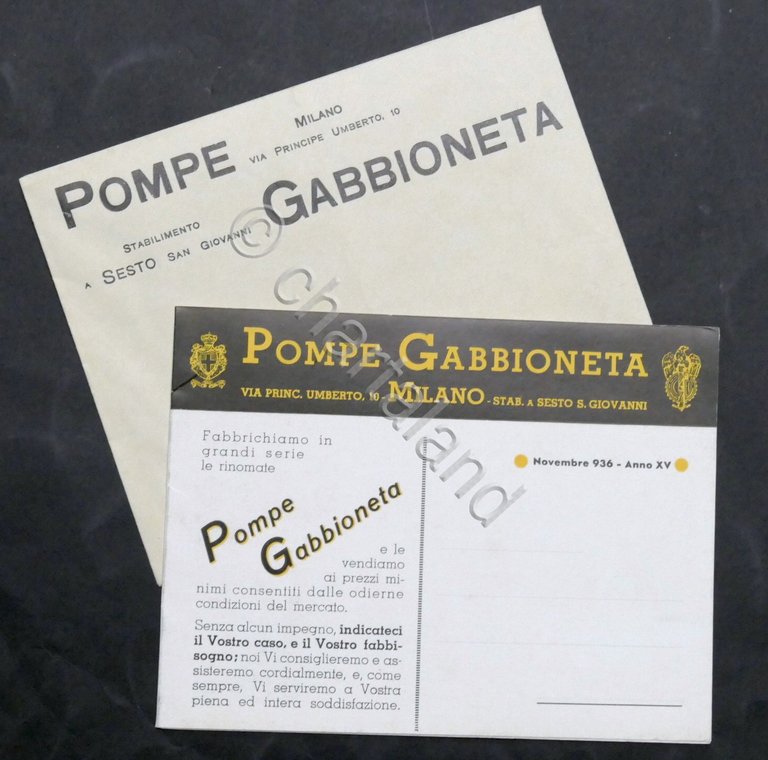 MILANO
VIA PRINCIPE UMBERTO, 10
POMPE GABBIONETA
STABILIMENTO
A SESTO SAN GIOVANNI
POMPE GABBIONETA
VIA PRINC. UMBERTO, 10 - MILANO - STAB. A SESTO S. GIOVANNI
Fabbrichiamo in
grandi serie
le rinomate
Pompe
Gabbioneta
e le
vendiamo
ai prezzi mi-
nimi consentiti dalle odierne
condizioni del mercato.
Senza alcun impegno, indicateci
il Vostro caso, e il Vostro fabbi-
sogno; noi Vi consiglieremo e as-
sisteremo cordialmente, e, come
sempre, Vi serviremo a Vostra
piena ed intera soddisfazione.
Novembre 936 - Anno XV
© chartaland